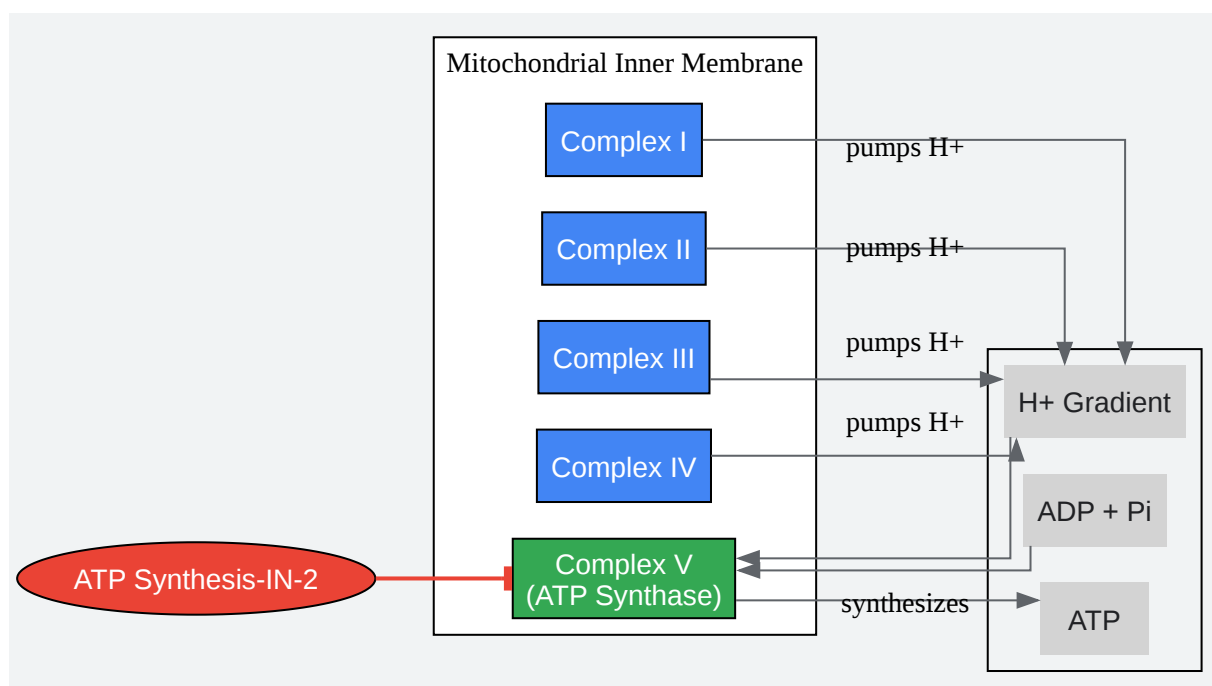 Mitochondrial Inner Membrane
Complex I
pumps H+
Complex II
pumps H+
Complex III
pumps H+
H+ Gradient
Complex IV
pumps H+
ADP + Pi
ATP Synthesis-IN-2
Complex V
(ATP Synthase)
synthesizes
ATP